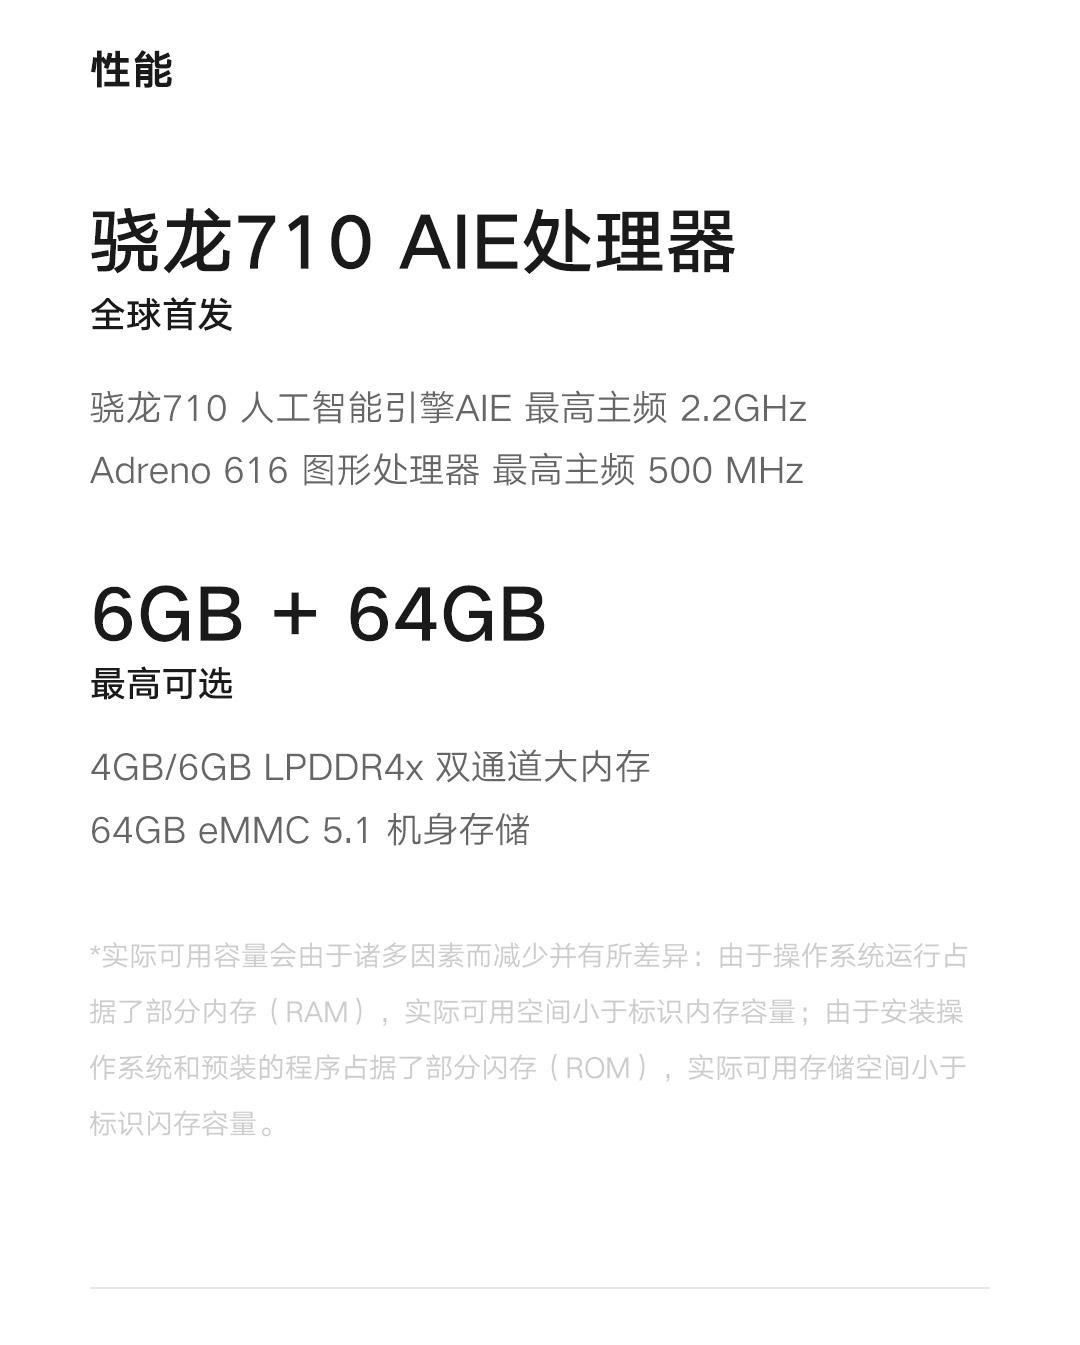 性能
骁龙710 AIE处理器
全球首发
骁龙710 人工智能引擎AIE 最高主频 2.2GHz
Adreno 616 图形处理器 最高主频 500 MHz
6GB + 64GB
最高可选
4GB/6GB LPDDR4x 双通道大内存
64GB eMMC 5.1 机身存储
*实际可用容量会由于诸多因素而减少并有所差异：由于操作系统运行占
据了部分内存（RAM），实际可用空间小于标识内存容量；由于安装操
作系统和预装的程序占据了部分闪存（ROM），实际可用存储空间小于
标识闪存容量。